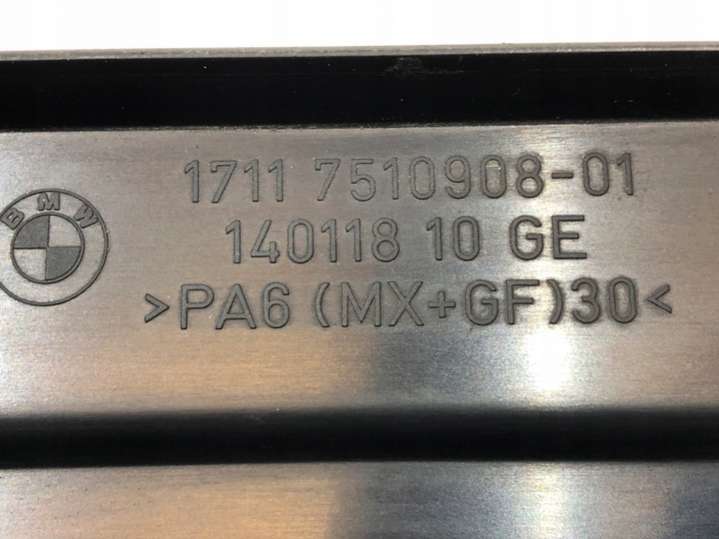 1711 7510908-01
BMW
140118 10 GE
>PA6 (MX+GF)30<